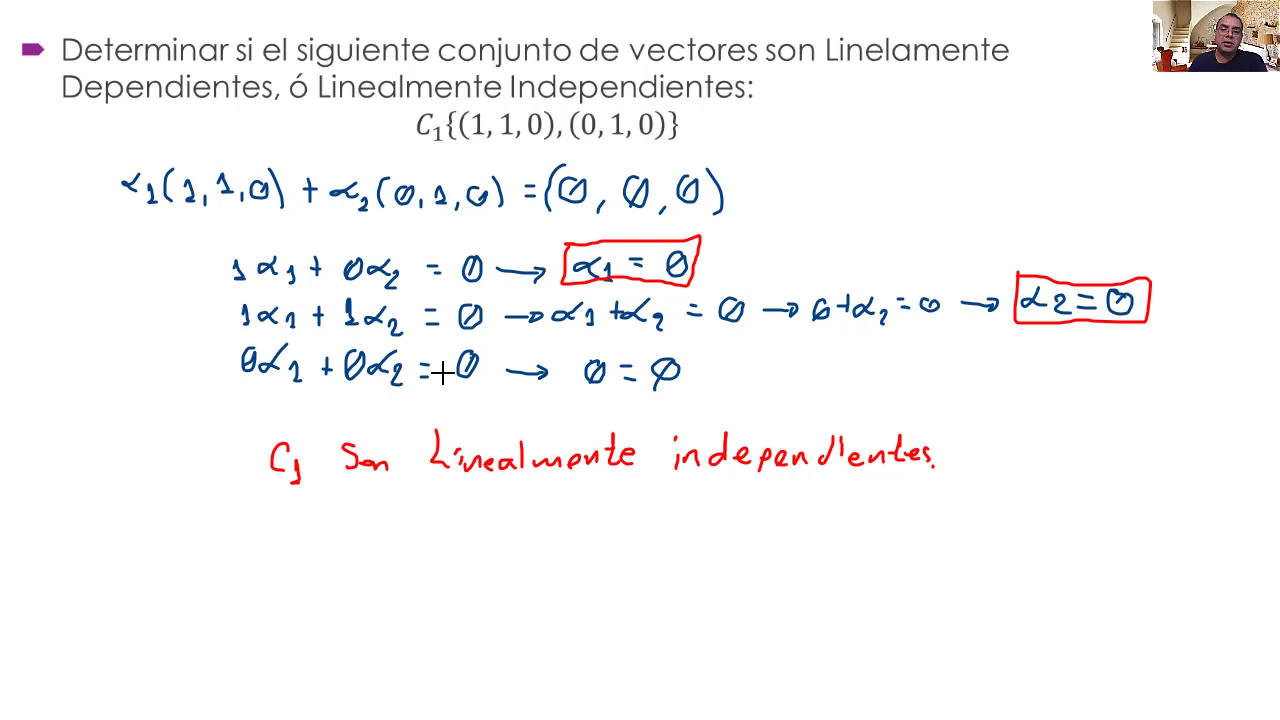 Determinar si el siguiente conjunto de vectores son Linelamente
Dependientes, ó Linealmente Independientes:
C₁{(1,1,0),(0,1,0)}
α₁(1,1,0) + α₂(0,1,0) = (0,0,0)
1α₁ + 0α₂ = 0 → α₁ = 0
1α₁ + 1α₂ = 0 → α₁ + α₂ = 0 → 0 + α₂ = 0 → α₂ = 0
0α₁ + 0α₂ = 0 → 0 = 0
C₁ Son Linealmente independientes.